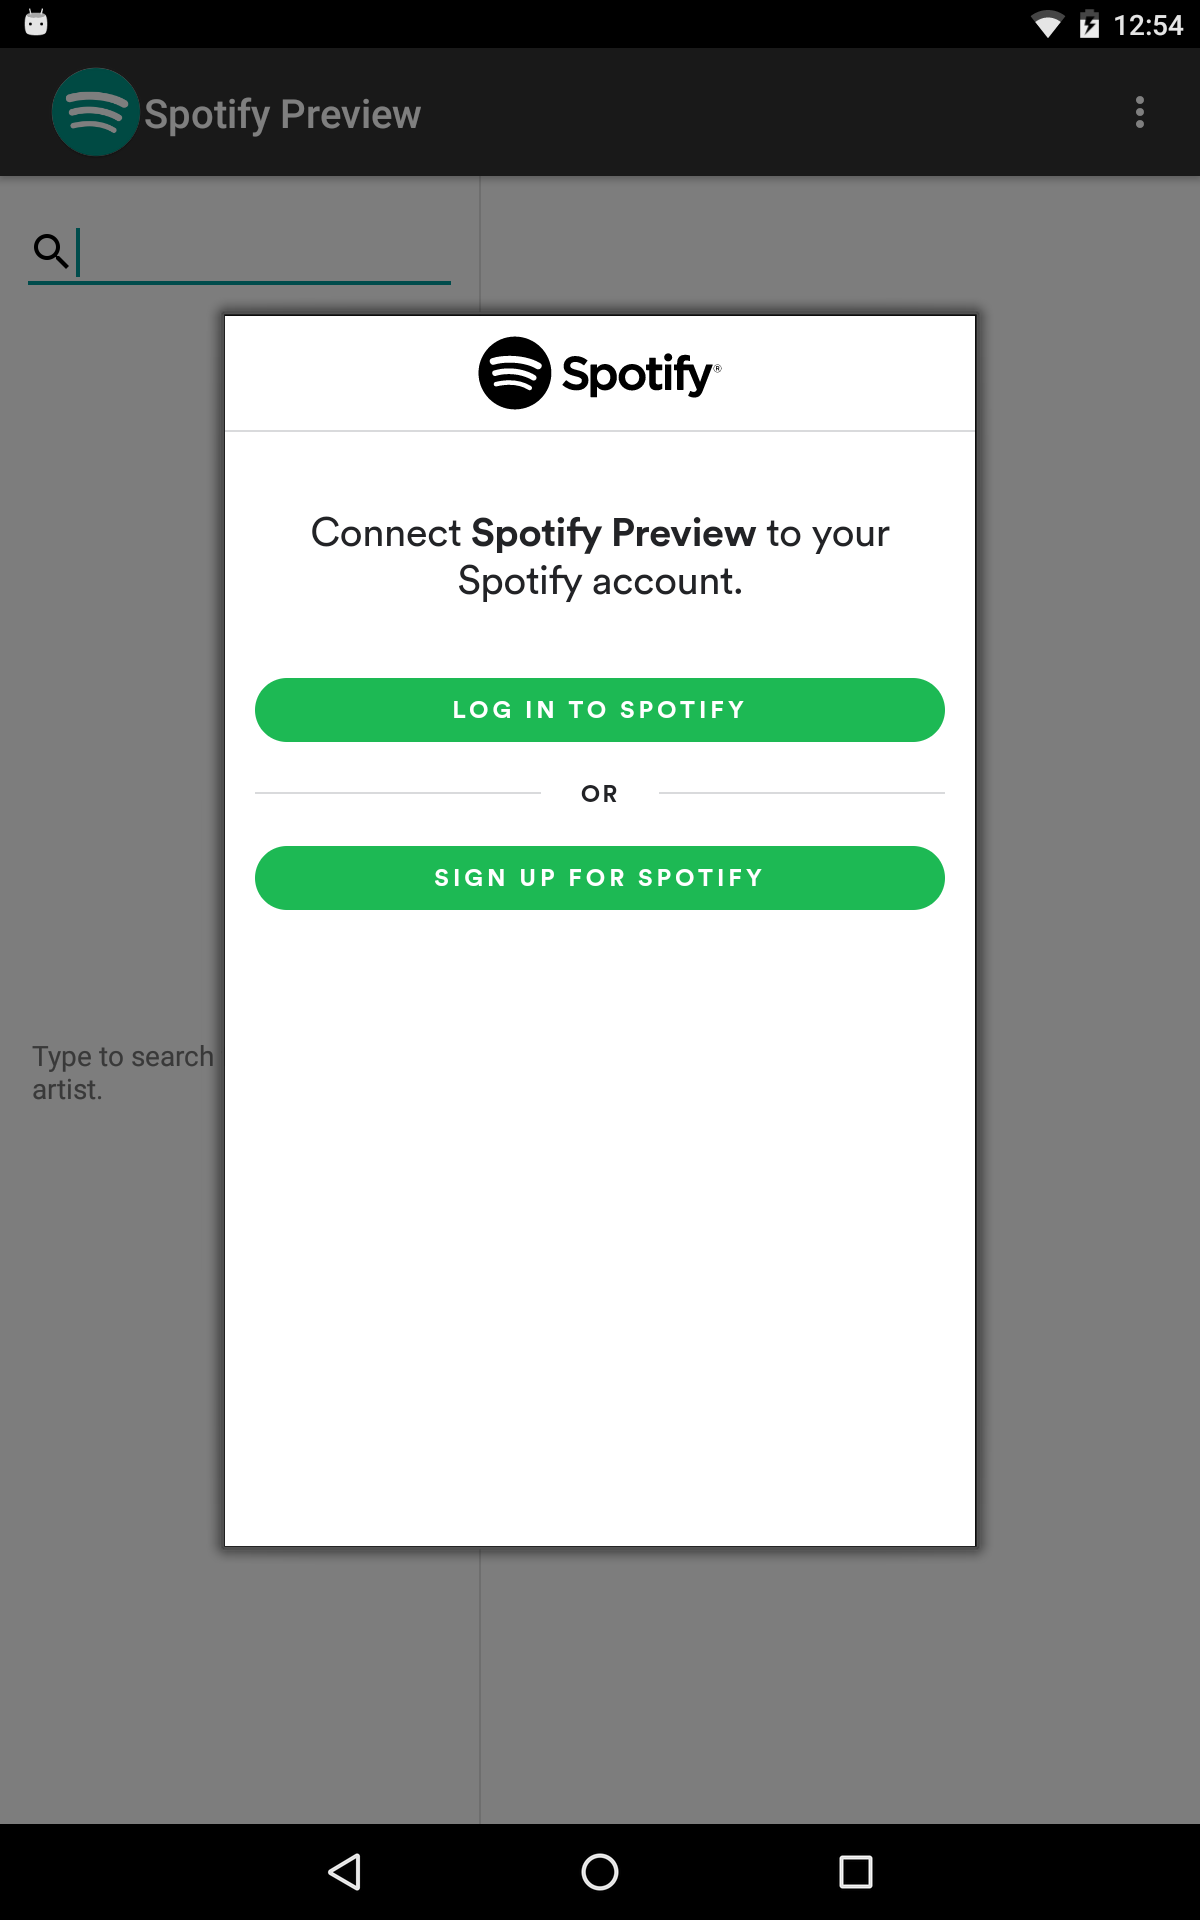 12:54
Spotify Preview
Spotify®
Connect Spotify Preview to your
Spotify account.
LOG IN TO SPOTIFY
OR
SIGN UP FOR SPOTIFY
Type to search
artist.